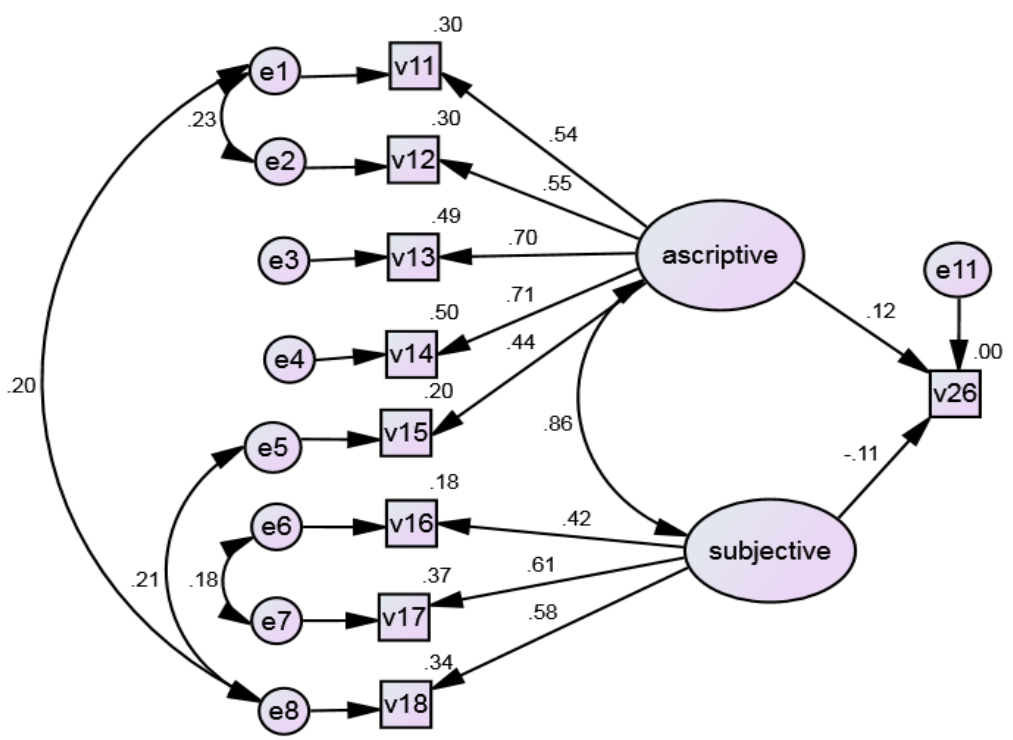 .30
e1
v11
.23
.54
.30
e2
v12
.55
.49
e3
v13
.70
ascriptive
e11
.71
.12
.50
e4
v14
.44
.00
.20
.20
v26
e5
v15
.86
-.11
.18
e6
v16
.42
subjective
.21
.18
.37
.61
e7
v17
.58
.34
e8
v18